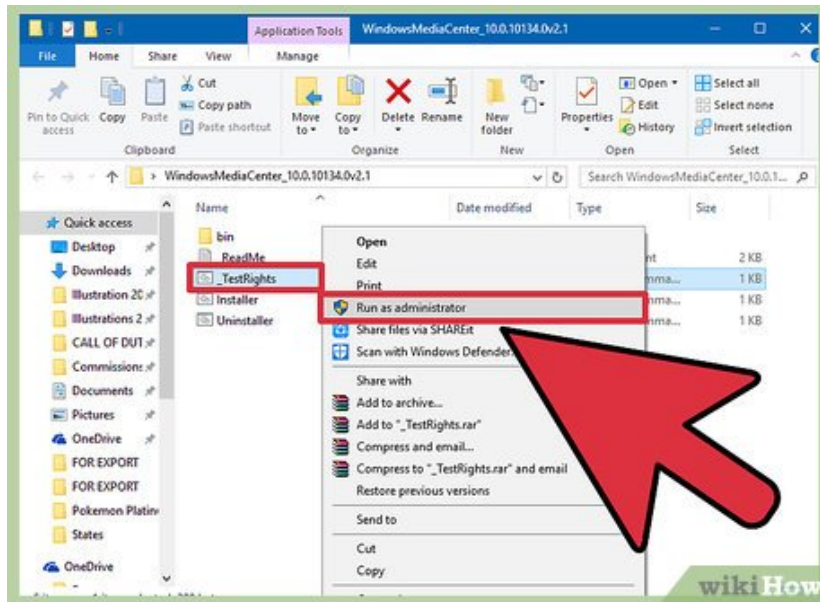 Application Tools WindowsMediaCenter_10.0.10134.0v2.1
File Home Share View Manage
Pin to Quick access
Copy
Paste
Cut
Copy path
Paste shortcut
Clipboard
Move to
Copy to
Delete
Rename
Organize
New folder
New
Properties
Open
Edit
History
Open
Select all
Select none
Invert selection
Select
WindowsMediaCenter_10.0.10134.0v2.1
Search WindowsMediaCenter_10.0.1...
Name Date modified Type Size
Quick access
Desktop
Downloads
Illustration 2
Illustrations 2
CALL OF DUT
Commissions
Documents
Pictures
OneDrive
FOR EXPORT
FOR EXPORT
Pokemon Platin
States
OneDrive
bin
_ReadMe 2 KB
_TestRights 1 KB
Installer 1 KB
Uninstaller 1 KB
Open
Edit
Print
Run as administrator
Share files via SHAREit
Scan with Windows Defender...
Share with
Add to archive...
Add to "_TestRights.rar"
Compress and email...
Compress to "_TestRights.rar" and email
Restore previous versions
Send to
Cut
Copy
wikiHow